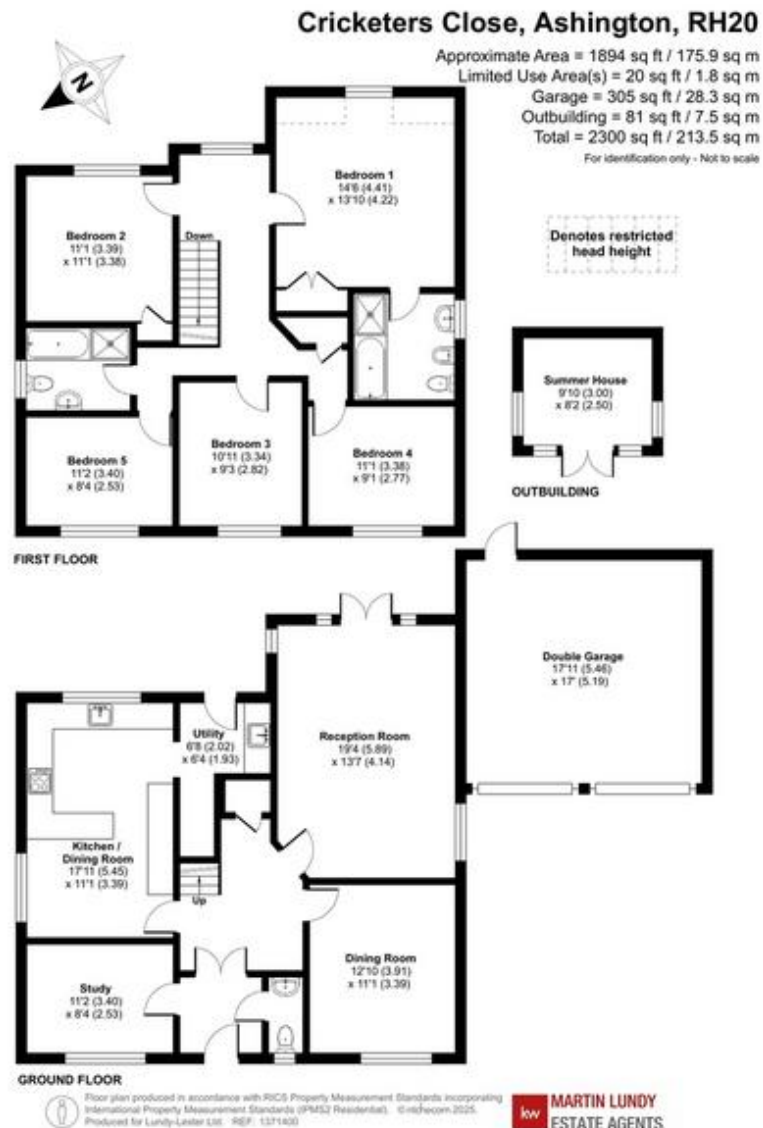 Cricketers Close, Ashington, RH20
Approximate Area = 1894 sq ft / 175.9 sq m
Limited Use Area(s) = 20 sq ft / 1.8 sq m
Garage = 305 sq ft / 28.3 sq m
Outbuilding = 81 sq ft / 7.5 sq m
Total = 2300 sq ft / 213.5 sq m
For identification only - Not to scale
N
Denotes restricted
head height
Bedroom 1
14'6 (4.41)
x 13'10 (4.22)
Bedroom 2
11'1 (3.39)
x 11'1 (3.38)
Down
Bedroom 3
10'11 (3.34)
x 9'3 (2.82)
Bedroom 4
11'1 (3.38)
x 9'1 (2.77)
Bedroom 5
11'2 (3.40)
x 8'4 (2.53)
FIRST FLOOR
Summer House
9'10 (3.00)
x 8'2 (2.50)
OUTBUILDING
Double Garage
17'11 (5.46)
x 17' (5.19)
Reception Room
19'4 (5.89)
x 13'7 (4.14)
Utility
6'8 (2.02)
x 6'4 (1.93)
Kitchen /
Dining Room
17'11 (5.45)
x 11'1 (3.39)
Up
Dining Room
12'10 (3.91)
x 11'1 (3.39)
Study
11'2 (3.40)
x 8'4 (2.53)
GROUND FLOOR
Floor plan produced in accordance with RICS Property Measurement Standards incorporating
International Property Measurement Standards (IPMS2 Residential). © nichecom 2025.
Produced for Lundy-Lester Ltd. REF: 1371400
kw MARTIN LUNDY
ESTATE AGENTS